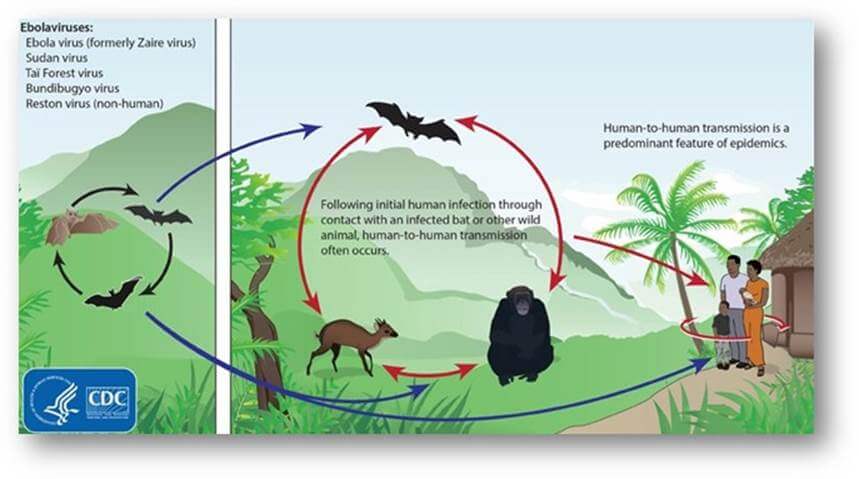 Ebolaviruses:
Ebola virus (formerly Zaire virus)
Sudan virus
Taï Forest virus
Bundibugyo virus
Reston virus (non-human)
Human-to-human transmission is a
predominant feature of epidemics.
Following initial human infection through
contact with an infected bat or other wild
animal, human-to-human transmission
often occurs.
CDC